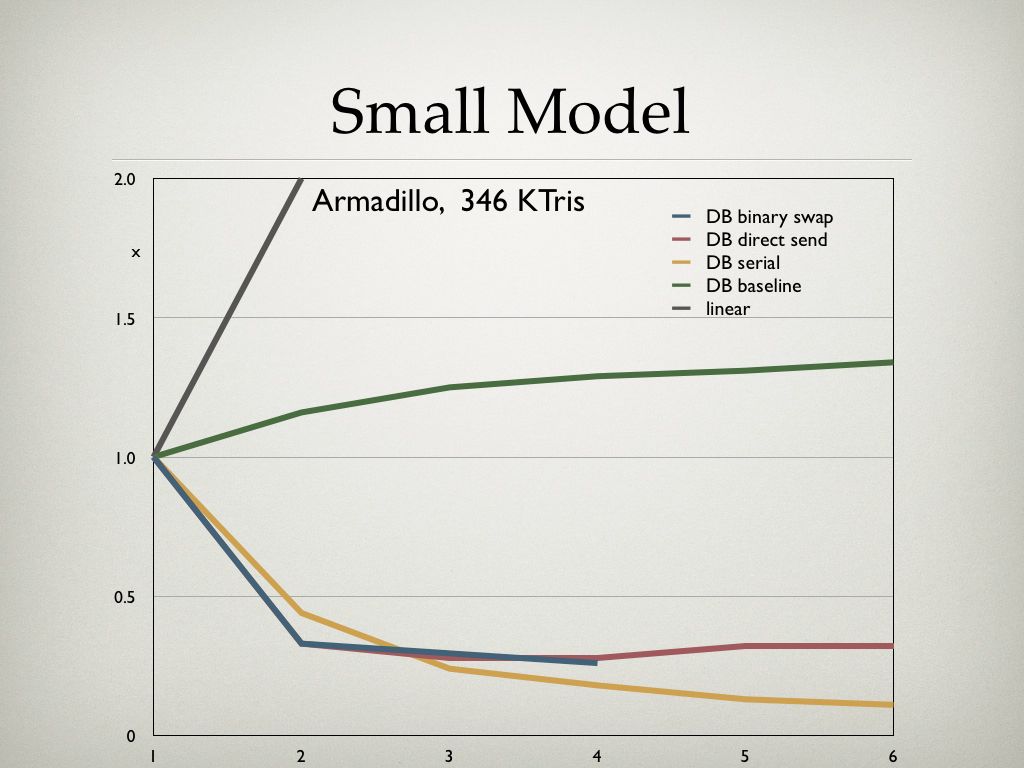 Small Model
2.0
Armadillo,  346 KTris
DB binary swap
DB direct send
x
DB serial
DB baseline
linear
1.5
1.0
0.5
0
1 2 3 4 5 6